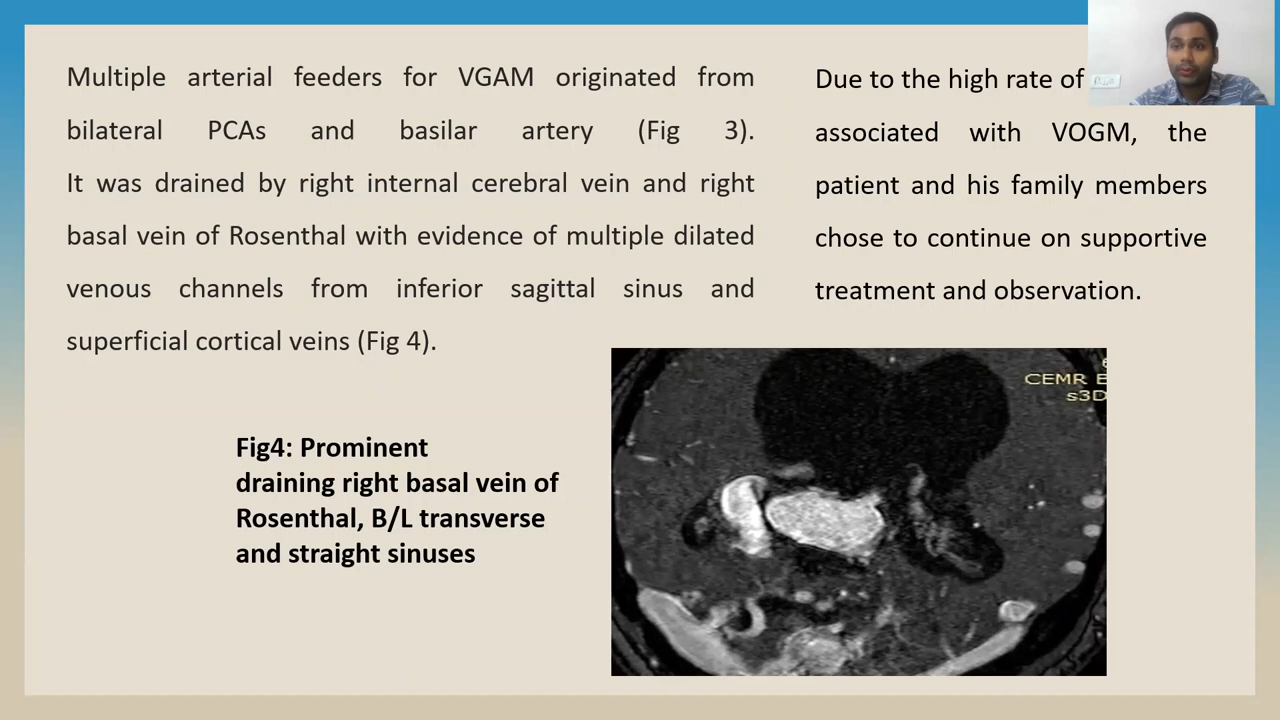 Multiple arterial feeders for VGAM originated from
bilateral PCAs and basilar artery (Fig 3).
It was drained by right internal cerebral vein and right
basal vein of Rosenthal with evidence of multiple dilated
venous channels from inferior sagittal sinus and
superficial cortical veins (Fig 4).
Due to the high rate of
associated with VOGM, the
patient and his family members
chose to continue on supportive
treatment and observation.
Fig4: Prominent
draining right basal vein of
Rosenthal, B/L transverse
and straight sinuses
CEMR E
s3D